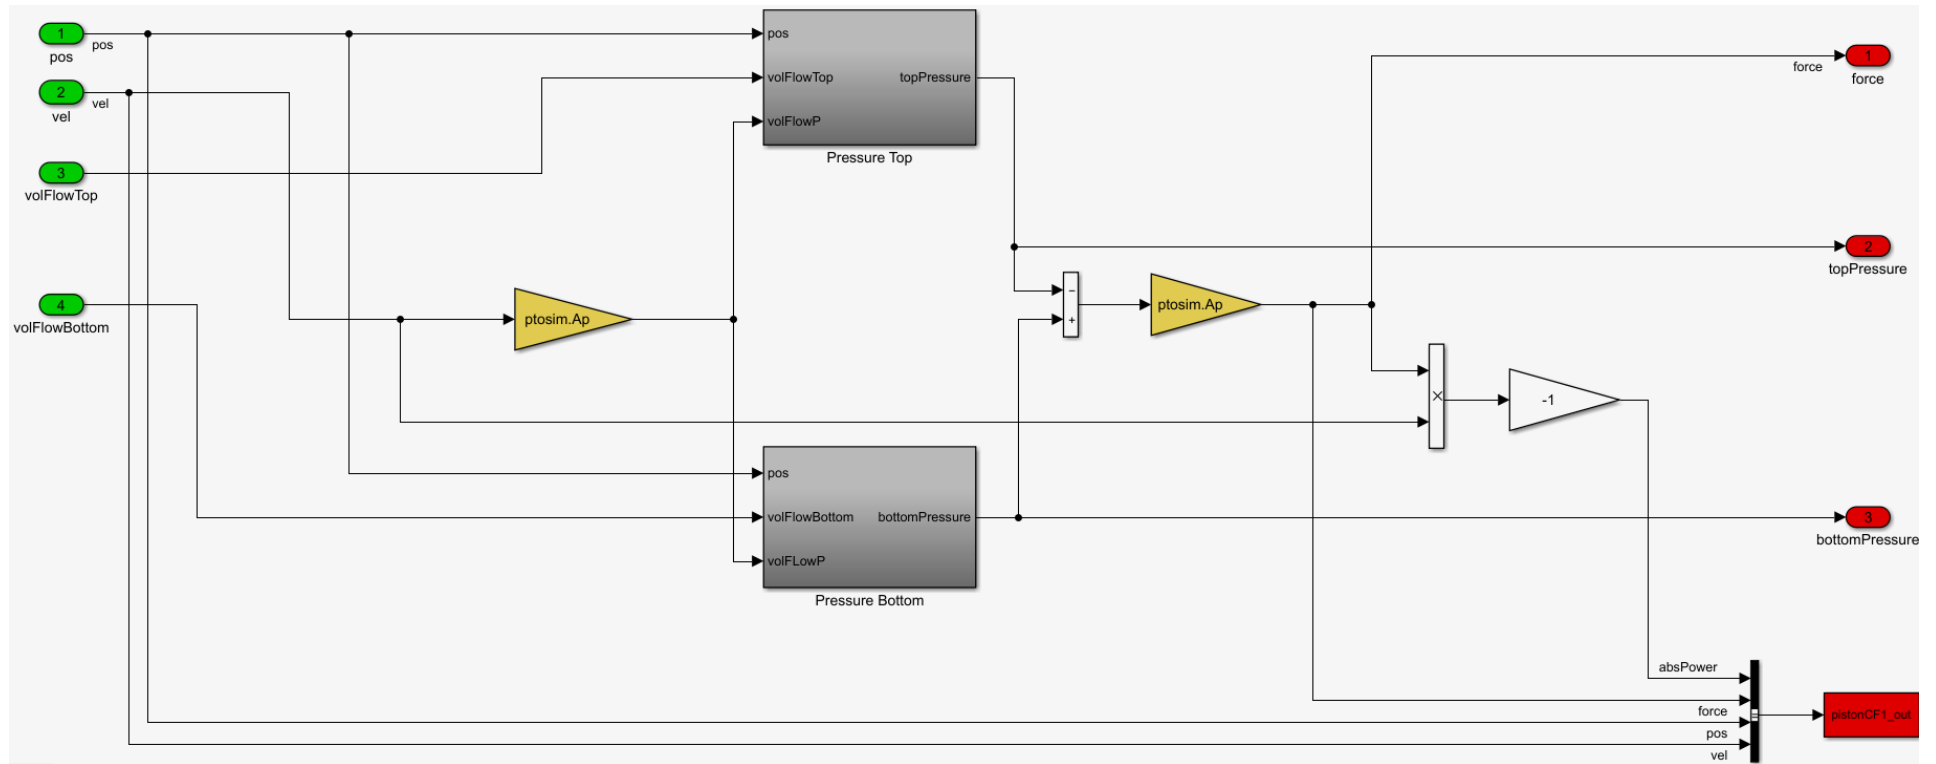 1
pos
pos
2
vel
vel
3
volFlowTop
4
volFlowBottom
pos
volFlowTop
topPressure
volFlowP
Pressure Top
ptosim.Ap
−
+
ptosim.Ap
×
-1
pos
volFlowBottom
bottomPressure
volFLowP
Pressure Bottom
force
1
force
2
topPressure
3
bottomPressure
absPower
force
pos
vel
pistonCF1_out